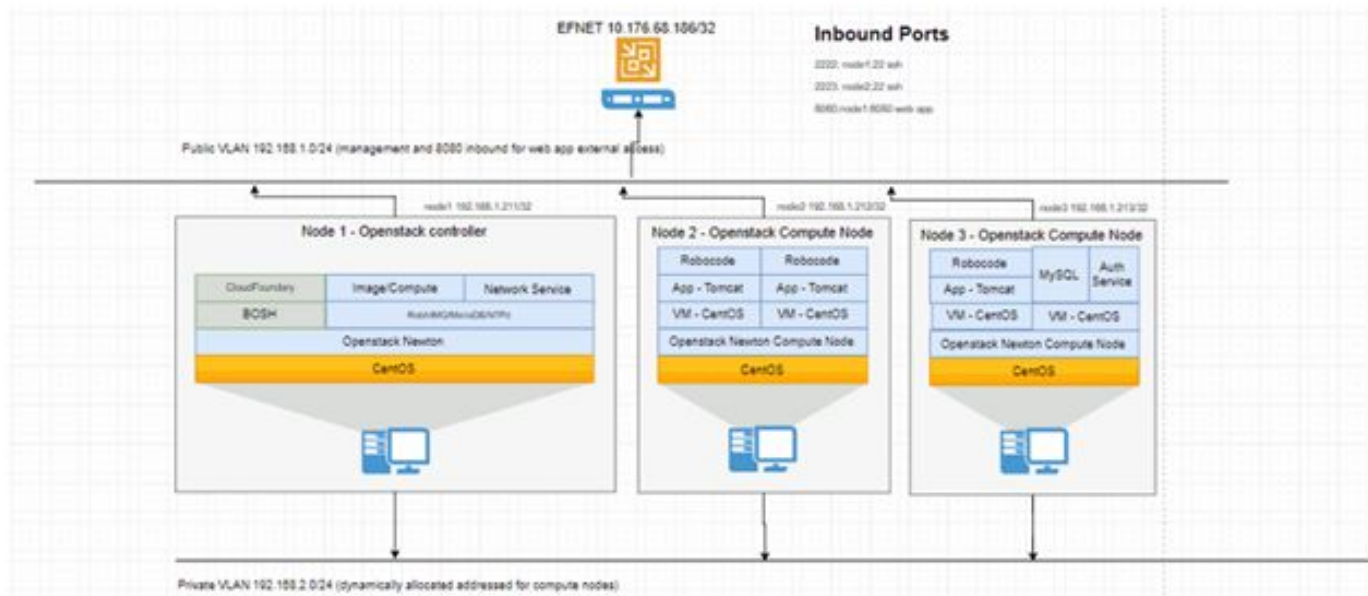 EFNET 10.176.68.186/32
Inbound Ports
2222: node1:22 ssh
2223: node2:22 ssh
8080:node1:8080 web app
Public VLAN 192.168.1.0/24 (management and 8080 inbound for web app external access)
node1 192.168.1.211/32
node2 192.168.1.212/32
node3 192.168.1.213/32
Node 1 - Openstack controller
CloudFoundary
Image/Compute
Network Service
BOSH
Openstack Newton
CentOS
Node 2 - Openstack Compute Node
Robocode
Robocode
App - Tomcat
App - Tomcat
VM - CentOS
VM - CentOS
Openstack Newton Compute Node
CentOS
Node 3 - Openstack Compute Node
Robocode
MySQL
Auth
Service
App - Tomcat
VM - CentOS
VM - CentOS
Openstack Newton Compute Node
CentOS
Private VLAN 192.168.2.0/24 (dynamically allocated addressed for compute nodes)